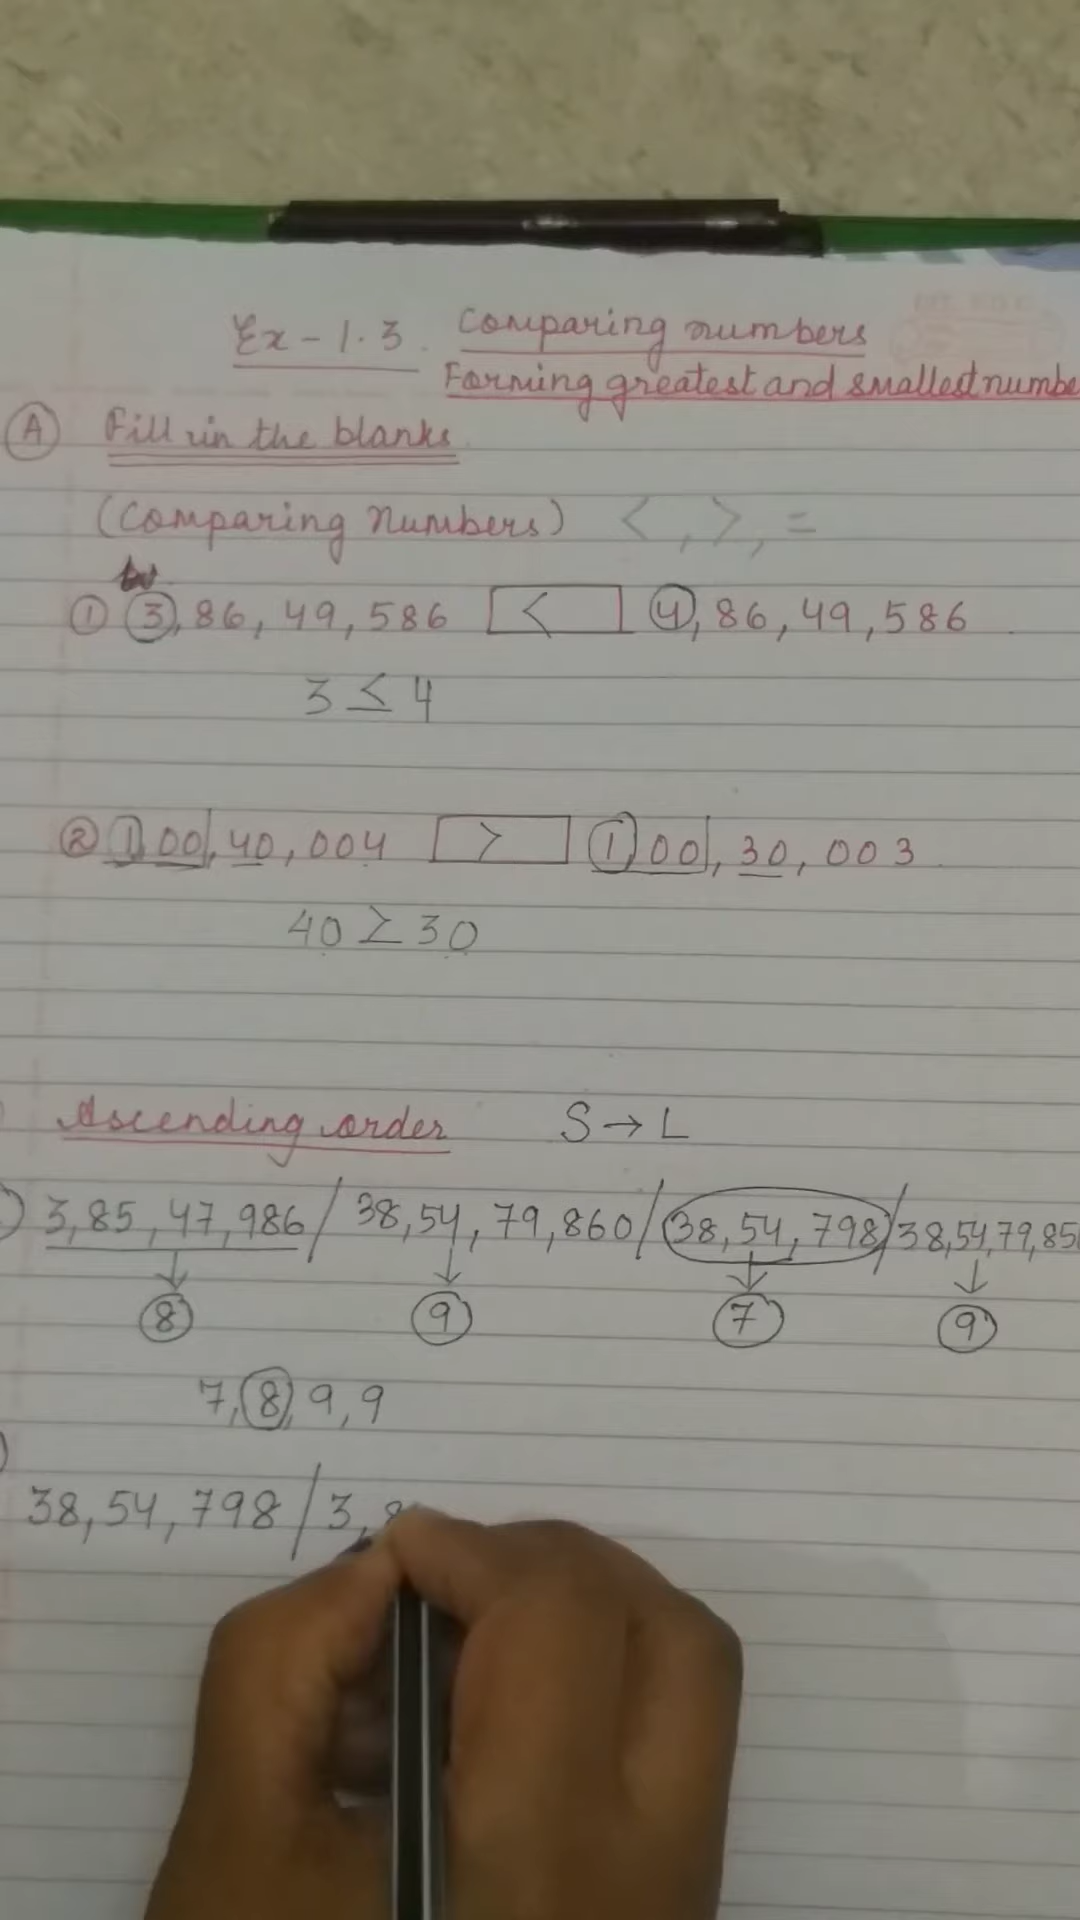 Ex - 1.3. Comparing numbers
Forming greatest and smallest numbe
(A) Fill in the blanks
(Comparing Numbers) < , > , =
① 3,86,49,586 < 4,86,49,586
3 < 4
② 1 00,40,004 > 1 00,30,003
40 > 30
Ascending order S → L
3,85,47,986 / 38,54,79,860 / 38,54,798 / 38,54,79,85
8 9 7 9
7, 8, 9, 9
38,54,798 / 3,8